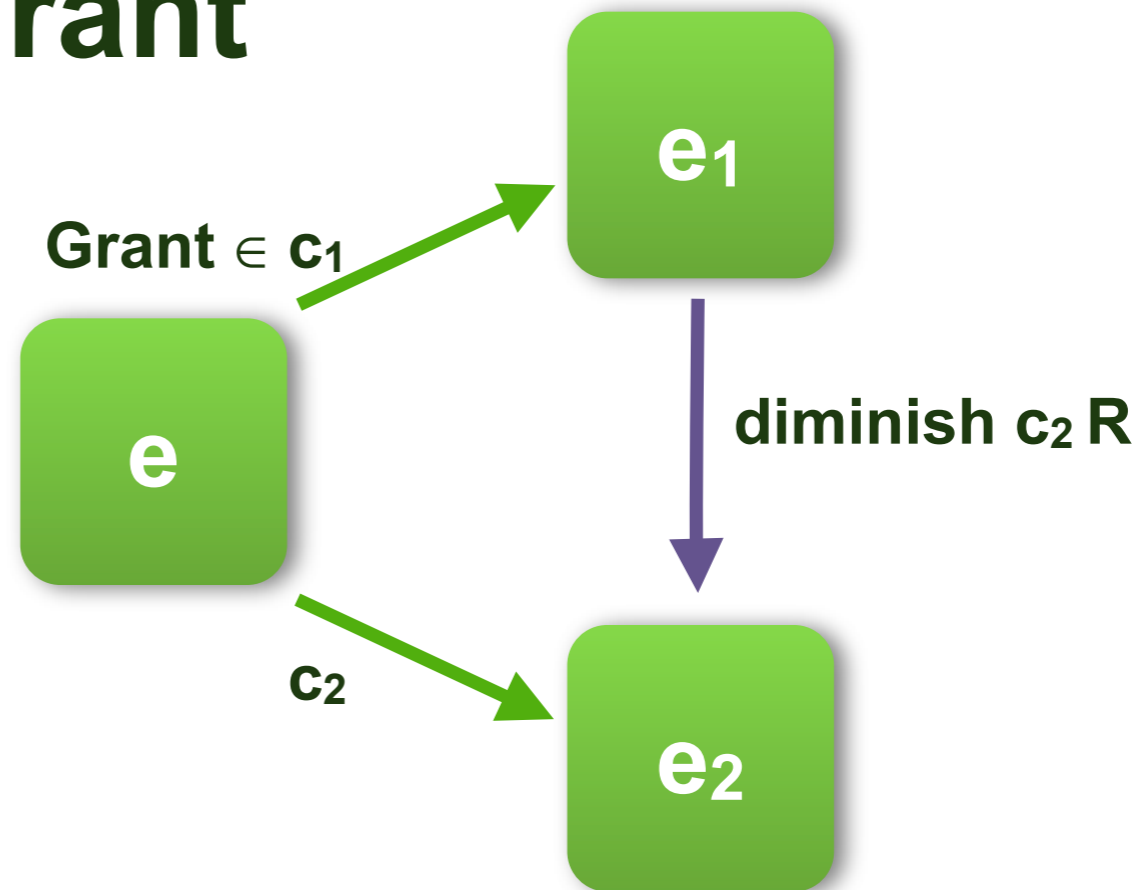 rant
e₁
Grant ∈ c₁
diminish c₂ R
e
c₂
e₂